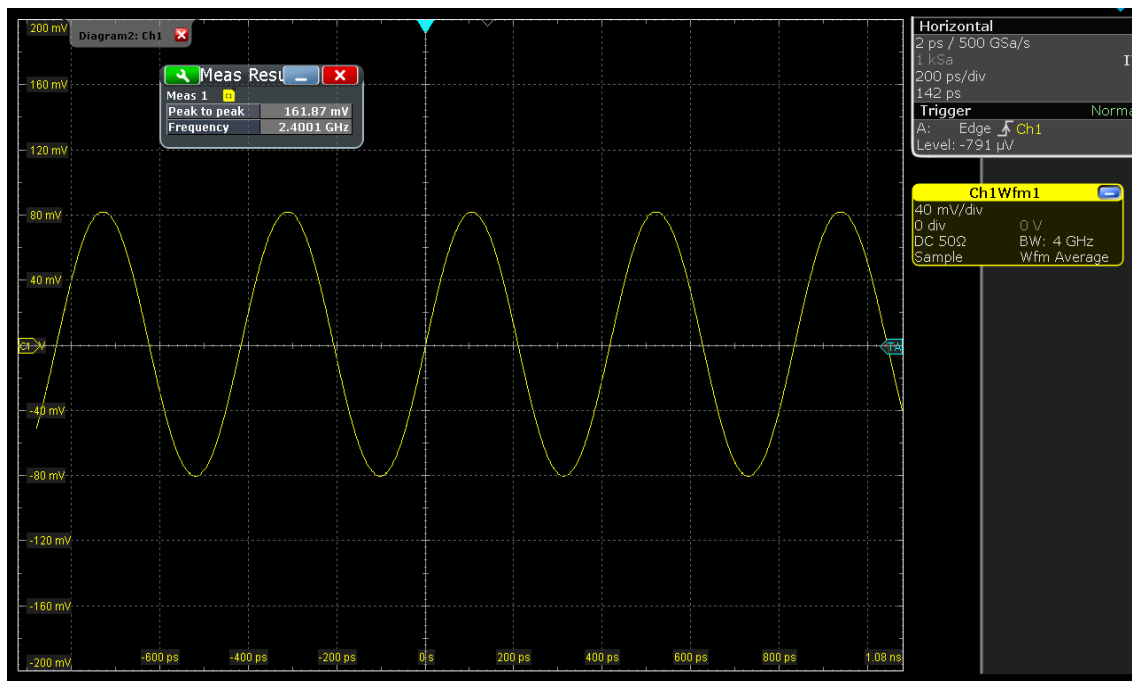 200 mV
Diagram2: Ch1
160 mV
Meas Resu
Meas 1 C1
Peak to peak 161.87 mV
Frequency 2.4001 GHz
120 mV
80 mV
40 mV
C1 V
TA
-40 mV
-80 mV
-120 mV
-160 mV
-200 mV
-600 ps -400 ps -200 ps 0 s 200 ps 400 ps 600 ps 800 ps 1.08 ns
Horizontal
2 ps / 500 GSa/s
1 kSa
200 ps/div
142 ps
Trigger Norma
A: Edge Ch1
Level: -791 µV
Ch1Wfm1
40 mV/div
0 div 0 V
DC 50Ω BW: 4 GHz
Sample Wfm Average